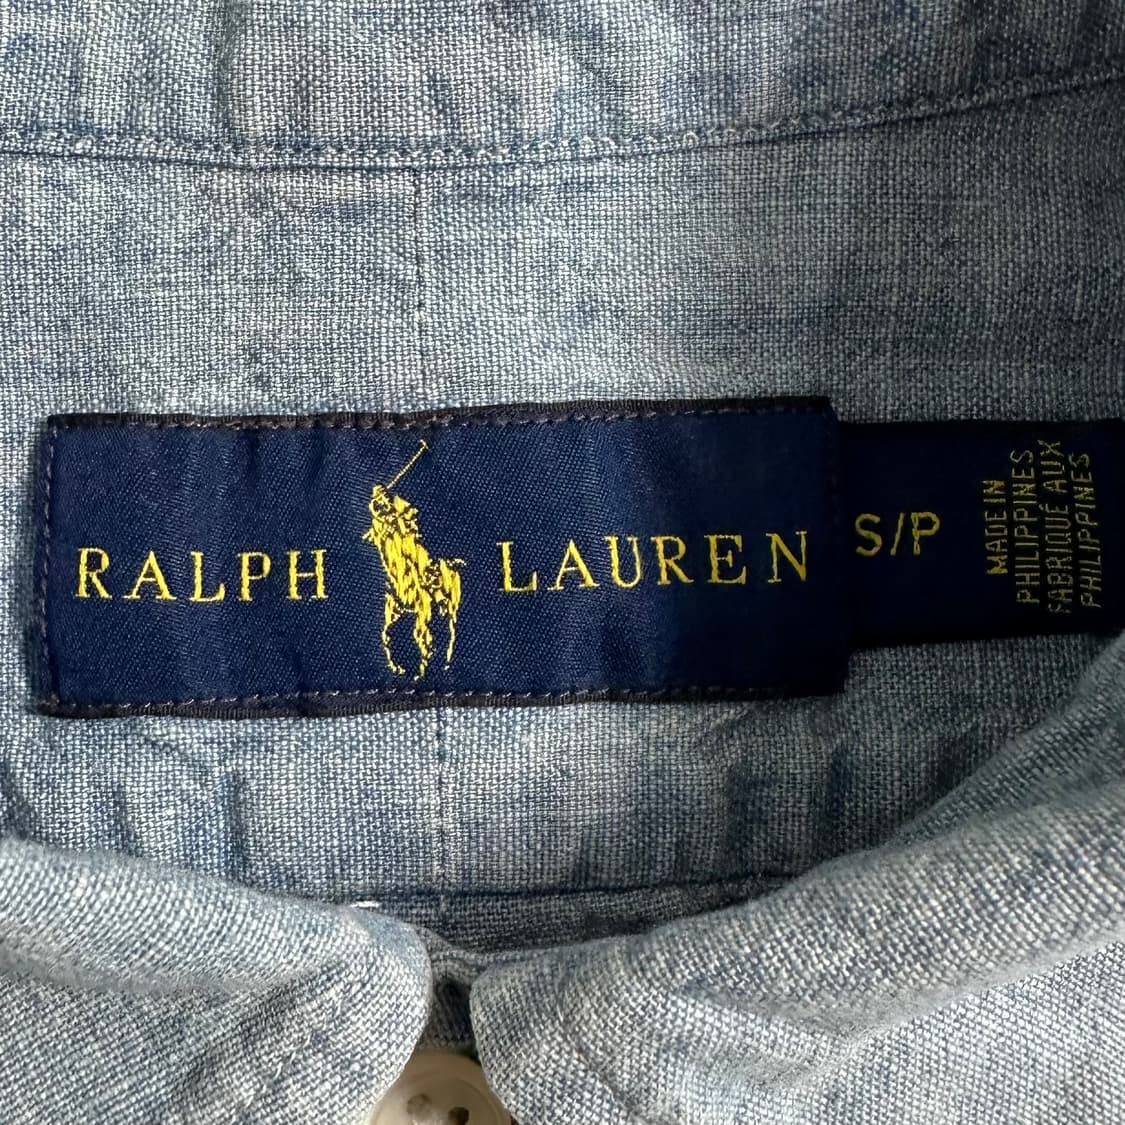 RALPH LAUREN
S/P
MADE IN
PHILIPPINES
FABRIQUÉ AUX
PHILIPPINES